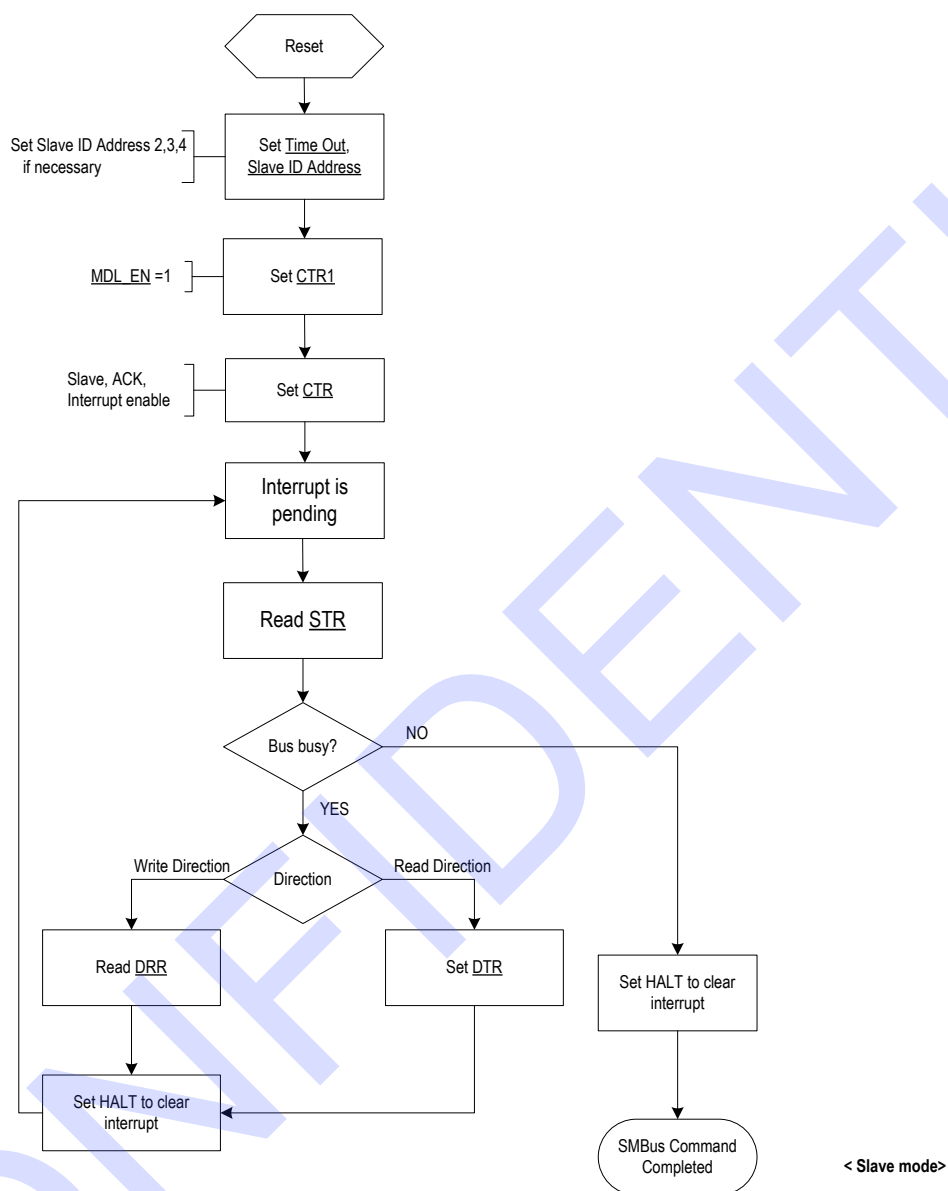 Reset
Set Slave ID Address 2,3,4
if necessary
Set Time Out,
Slave ID Address
MDL_EN =1
Set CTR1
Slave, ACK,
Interrupt enable
Set CTR
Interrupt is
pending
Read STR
Bus busy?
NO
YES
Write Direction
Direction
Read Direction
Read DRR
Set DTR
Set HALT to clear
interrupt
Set HALT to clear
interrupt
SMBus Command
Completed
< Slave mode>
ONFIDENT